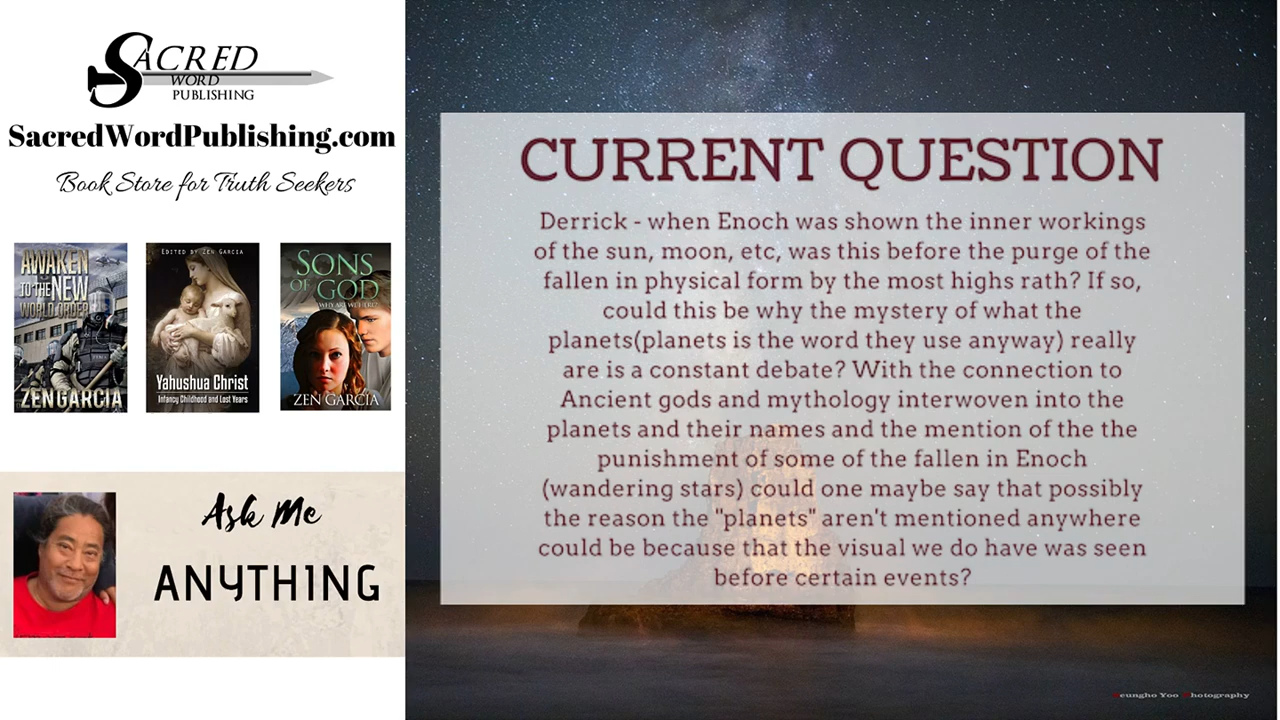 SACRED
WORD
PUBLISHING
SacredWordPublishing.com
Book Store for Truth Seekers
AWAKEN
TO THE NEW
WORLD ORDER
ZEN GARCIA
EDITED BY ZEN GARCIA
Yahushua Christ
Infancy Childhood and Lost Years
SONS
OF GOD
WHY ARE WE HERE?
ZEN GARCIA
Ask Me
ANYTHING
CURRENT QUESTION
Derrick - when Enoch was shown the inner workings
of the sun, moon, etc, was this before the purge of the
fallen in physical form by the most highs rath? If so,
could this be why the mystery of what the
planets(planets is the word they use anyway) really
are is a constant debate? With the connection to
Ancient gods and mythology interwoven into the
planets and their names and the mention of the the
punishment of some of the fallen in Enoch
(wandering stars) could one maybe say that possibly
the reason the "planets" aren't mentioned anywhere
could be because that the visual we do have was seen
before certain events?
Seungho Yoo Photography